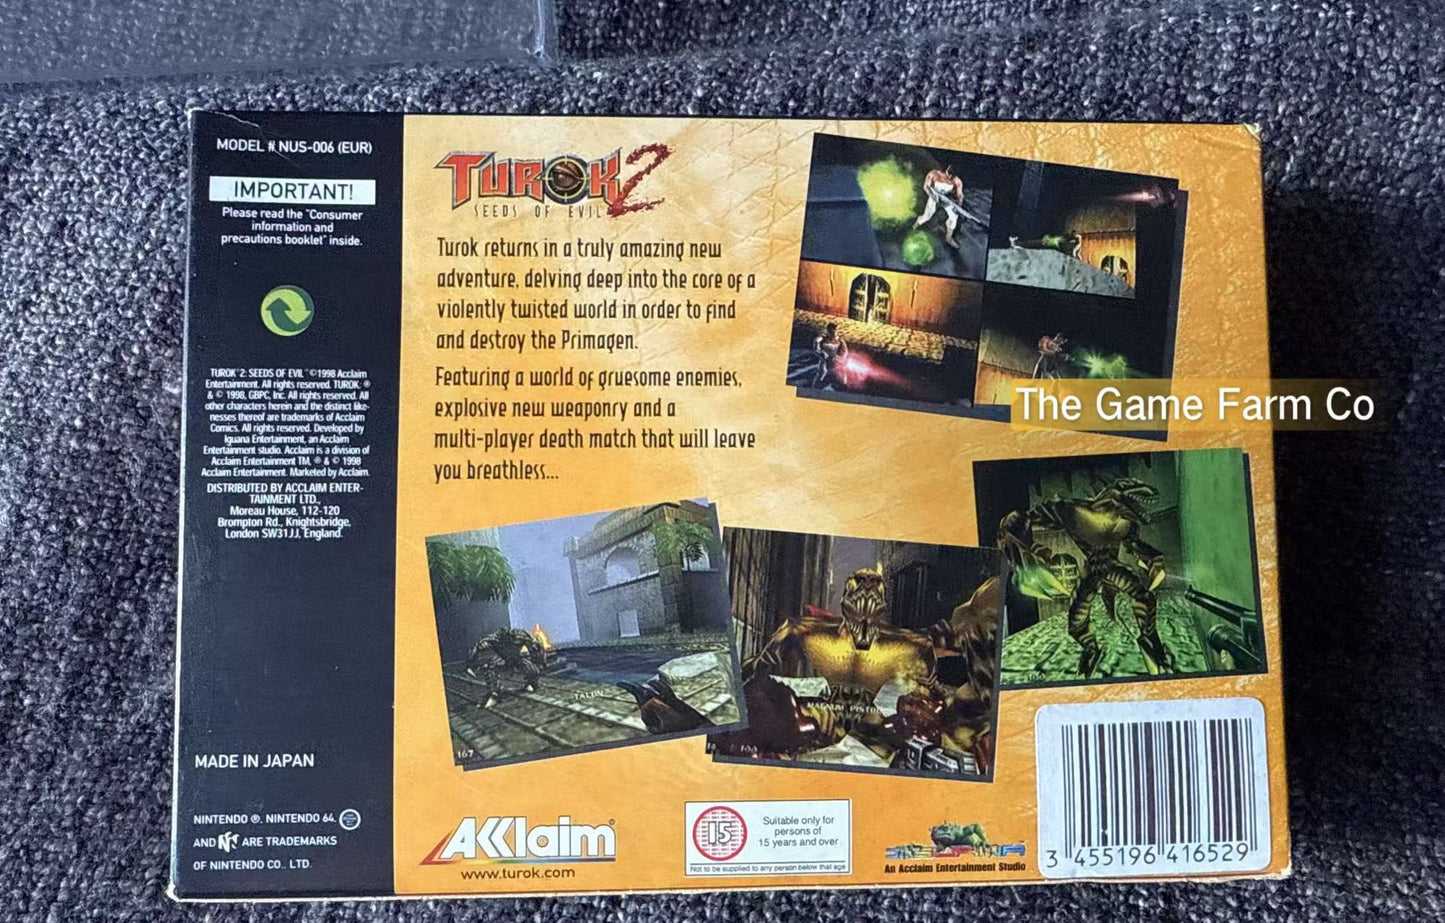 MODEL # NUS-006 (EUR)
IMPORTANT!
Please read the "Consumer
information and
precautions booklet" inside.
TUROK 2: SEEDS OF EVIL ™ © 1998 Acclaim
Entertainment. All rights reserved. TUROK: ®
& © 1998, GBPC, Inc. All rights reserved. All
other characters herein and the distinct like-
nesses thereof are trademarks of Acclaim
Comics. All rights reserved. Developed by
Iguana Entertainment, an Acclaim
Entertainment studio. Acclaim is a division of
Acclaim Entertainment TM, ® & © 1998
Acclaim Entertainment. Marketed by Acclaim.
DISTRIBUTED BY ACCLAIM ENTER-
TAINMENT LTD.,
Moreau House, 112-120
Brompton Rd., Knightsbridge,
London SW31JJ, England.
MADE IN JAPAN
NINTENDO ®, NINTENDO 64,
AND ARE TRADEMARKS
OF NINTENDO CO. LTD.
TUROK 2
SEEDS OF EVIL
Turok returns in a truly amazing new
adventure, delving deep into the core of a
violently twisted world in order to find
and destroy the Primagen.
Featuring a world of gruesome enemies,
explosive new weaponry and a
multi-player death match that will leave
you breathless...
The Game Farm Co
TALON
167
MAGNUM PISTOL
100
100
AKKlaim
www.turok.com
15
Suitable only for
persons of
15 years and over
Not to be supplied to any person below that age
An Acclaim Entertainment Studio
3 455196 416529